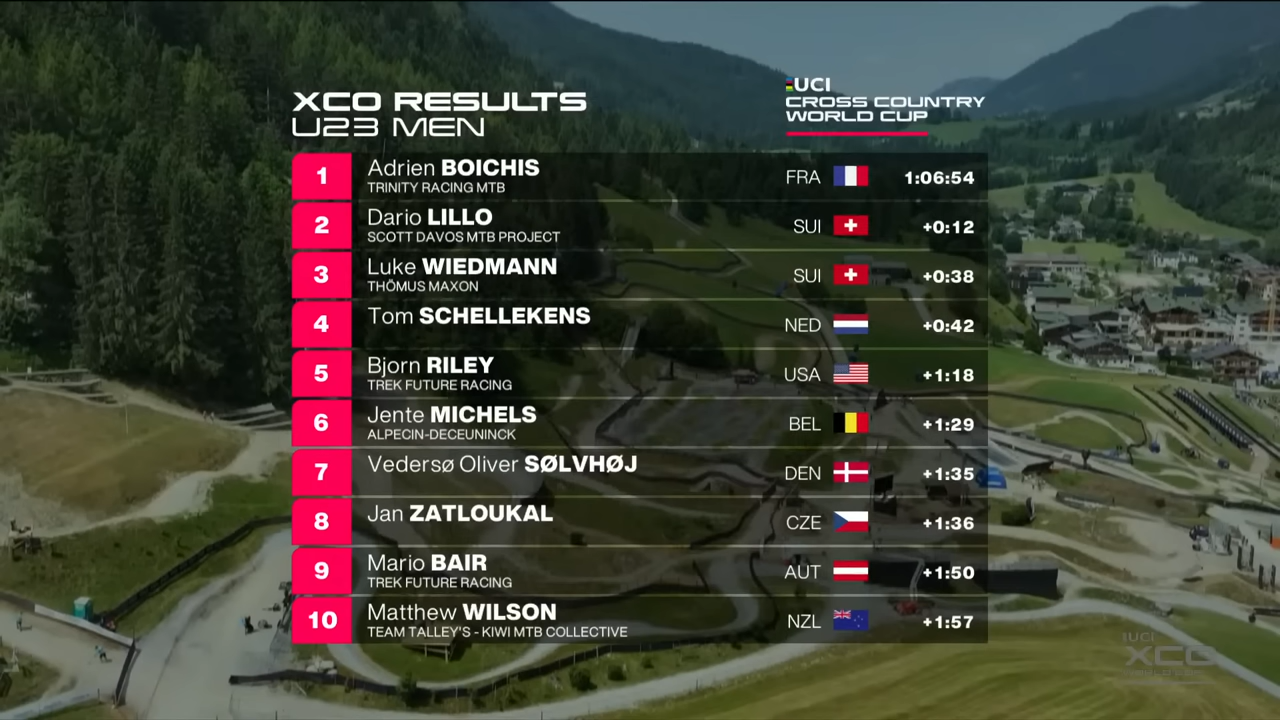 XCO RESULTS
U23 MEN
UCI
CROSS COUNTRY
WORLD CUP
1 Adrien BOICHIS FRA 1:06:54
TRINITY RACING MTB
2 Dario LILLO SUI +0:12
SCOTT DAVOS MTB PROJECT
3 Luke WIEDMANN SUI +0:38
THÖMUS MAXON
4 Tom SCHELLEKENS NED +0:42
5 Bjorn RILEY USA +1:18
TREK FUTURE RACING
6 Jente MICHELS BEL +1:29
ALPECIN-DECEUNINCK
7 Vedersø Oliver SØLVHØJ DEN +1:35
8 Jan ZATLOUKAL CZE +1:36
9 Mario BAIR AUT +1:50
TREK FUTURE RACING
10 Matthew WILSON NZL +1:57
TEAM TALLEY'S - KIWI MTB COLLECTIVE
UCI
XCO